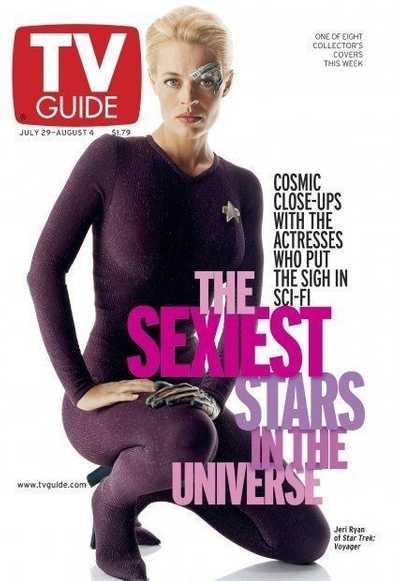 TV
GUIDE
®
JULY 29–AUGUST 4 $1.79
ONE OF EIGHT
COLLECTOR'S
COVERS
THIS WEEK
COSMIC
CLOSE-UPS
WITH THE
ACTRESSES
WHO PUT
THE SIGH IN
SCI-FI
THE
SEXIEST
STARS
IN THE
UNIVERSE
www.tvguide.com
Jeri Ryan
of Star Trek:
Voyager